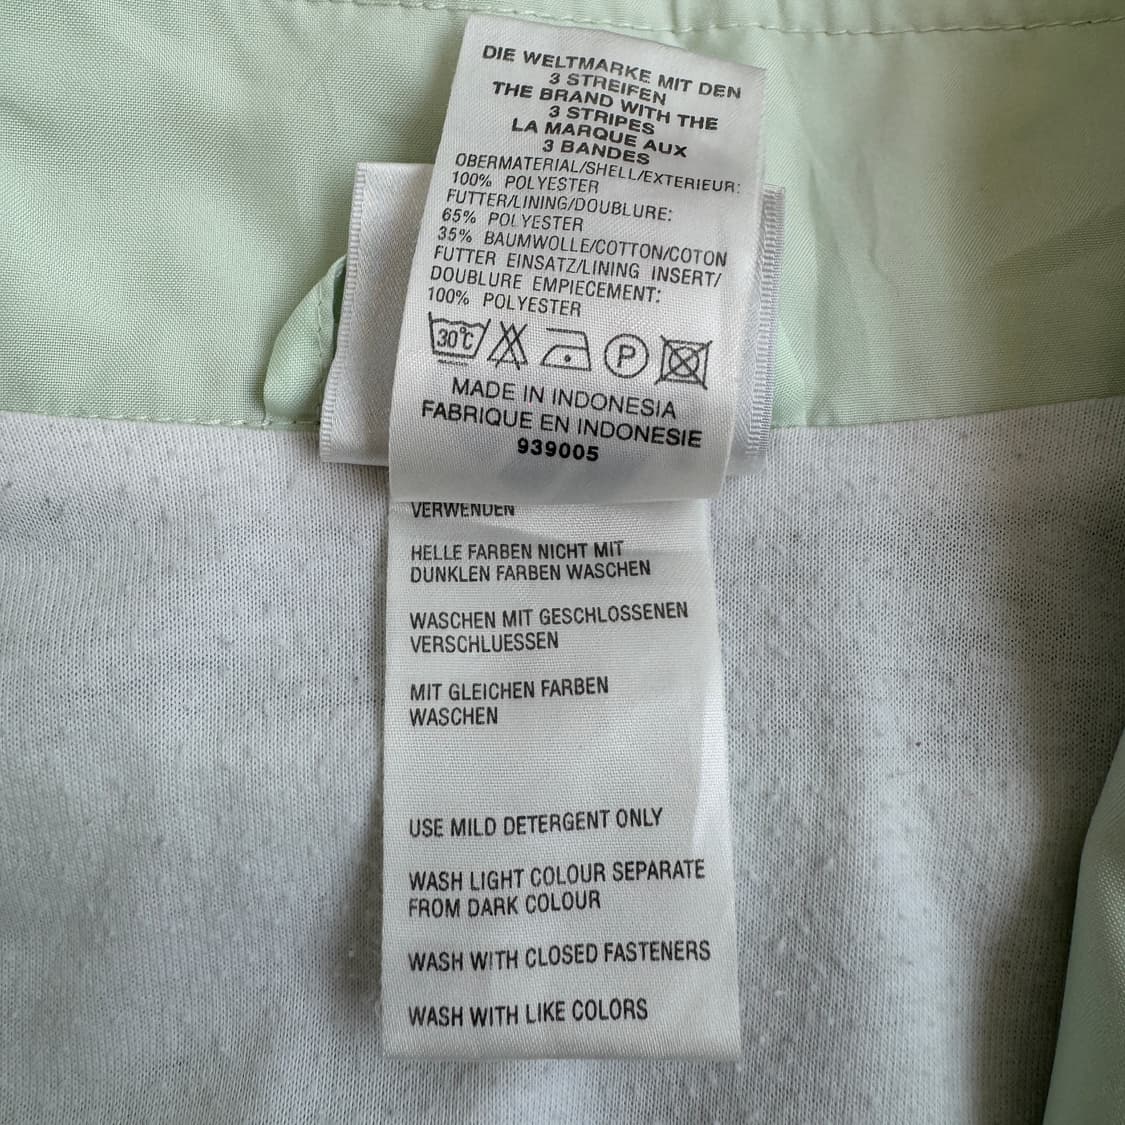 DIE WELTMARKE MIT DEN
3 STREIFEN
THE BRAND WITH THE
3 STRIPES
LA MARQUE AUX
3 BANDES
OBERMATERIAL/SHELL/EXTERIEUR:
100% POLYESTER
FUTTER/LINING/DOUBLURE:
65% POLYESTER
35% BAUMWOLLE/COTTON/COTON
FUTTER EINSATZ/LINING INSERT/
DOUBLURE EMPIECEMENT:
100% POLYESTER
30°C
P
MADE IN INDONESIA
FABRIQUE EN INDONESIE
939005
VERWENDEN
HELLE FARBEN NICHT MIT
DUNKLEN FARBEN WASCHEN
WASCHEN MIT GESCHLOSSENEN
VERSCHLUESSEN
MIT GLEICHEN FARBEN
WASCHEN
USE MILD DETERGENT ONLY
WASH LIGHT COLOUR SEPARATE
FROM DARK COLOUR
WASH WITH CLOSED FASTENERS
WASH WITH LIKE COLORS